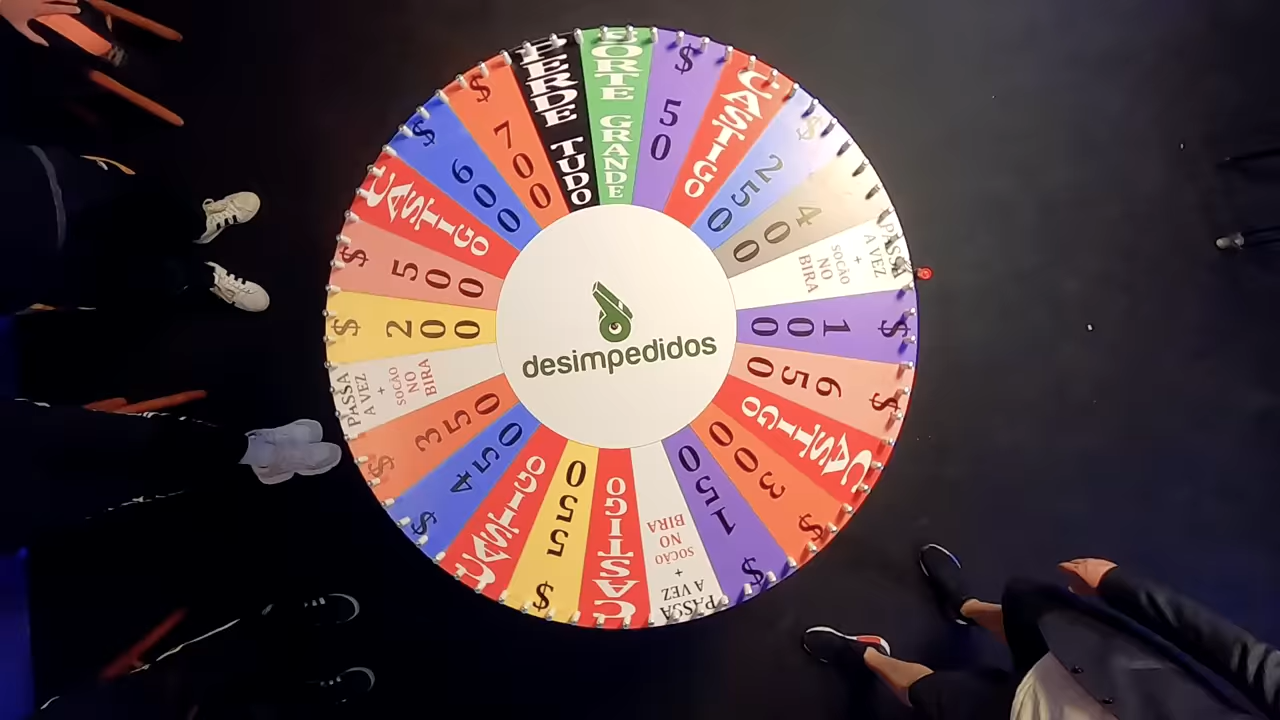 PERDE TUDO
SORTE GRANDE
$ 50
CASTIGO
$ 250
400
PASSA
A VEZ
+
SOCÃO
NO
BIRA
$ 100
$ 650
CASTIGO
$ 300
$ 150
PASSA
A VEZ
+
SOCÃO
NO
BIRA
CASTIGO
$ 550
CASTIGO
$ 450
$ 350
PASSA
A VEZ
+
SOCÃO
NO
BIRA
$ 200
$ 500
CASTIGO
$ 600
$ 700
desimpedidos